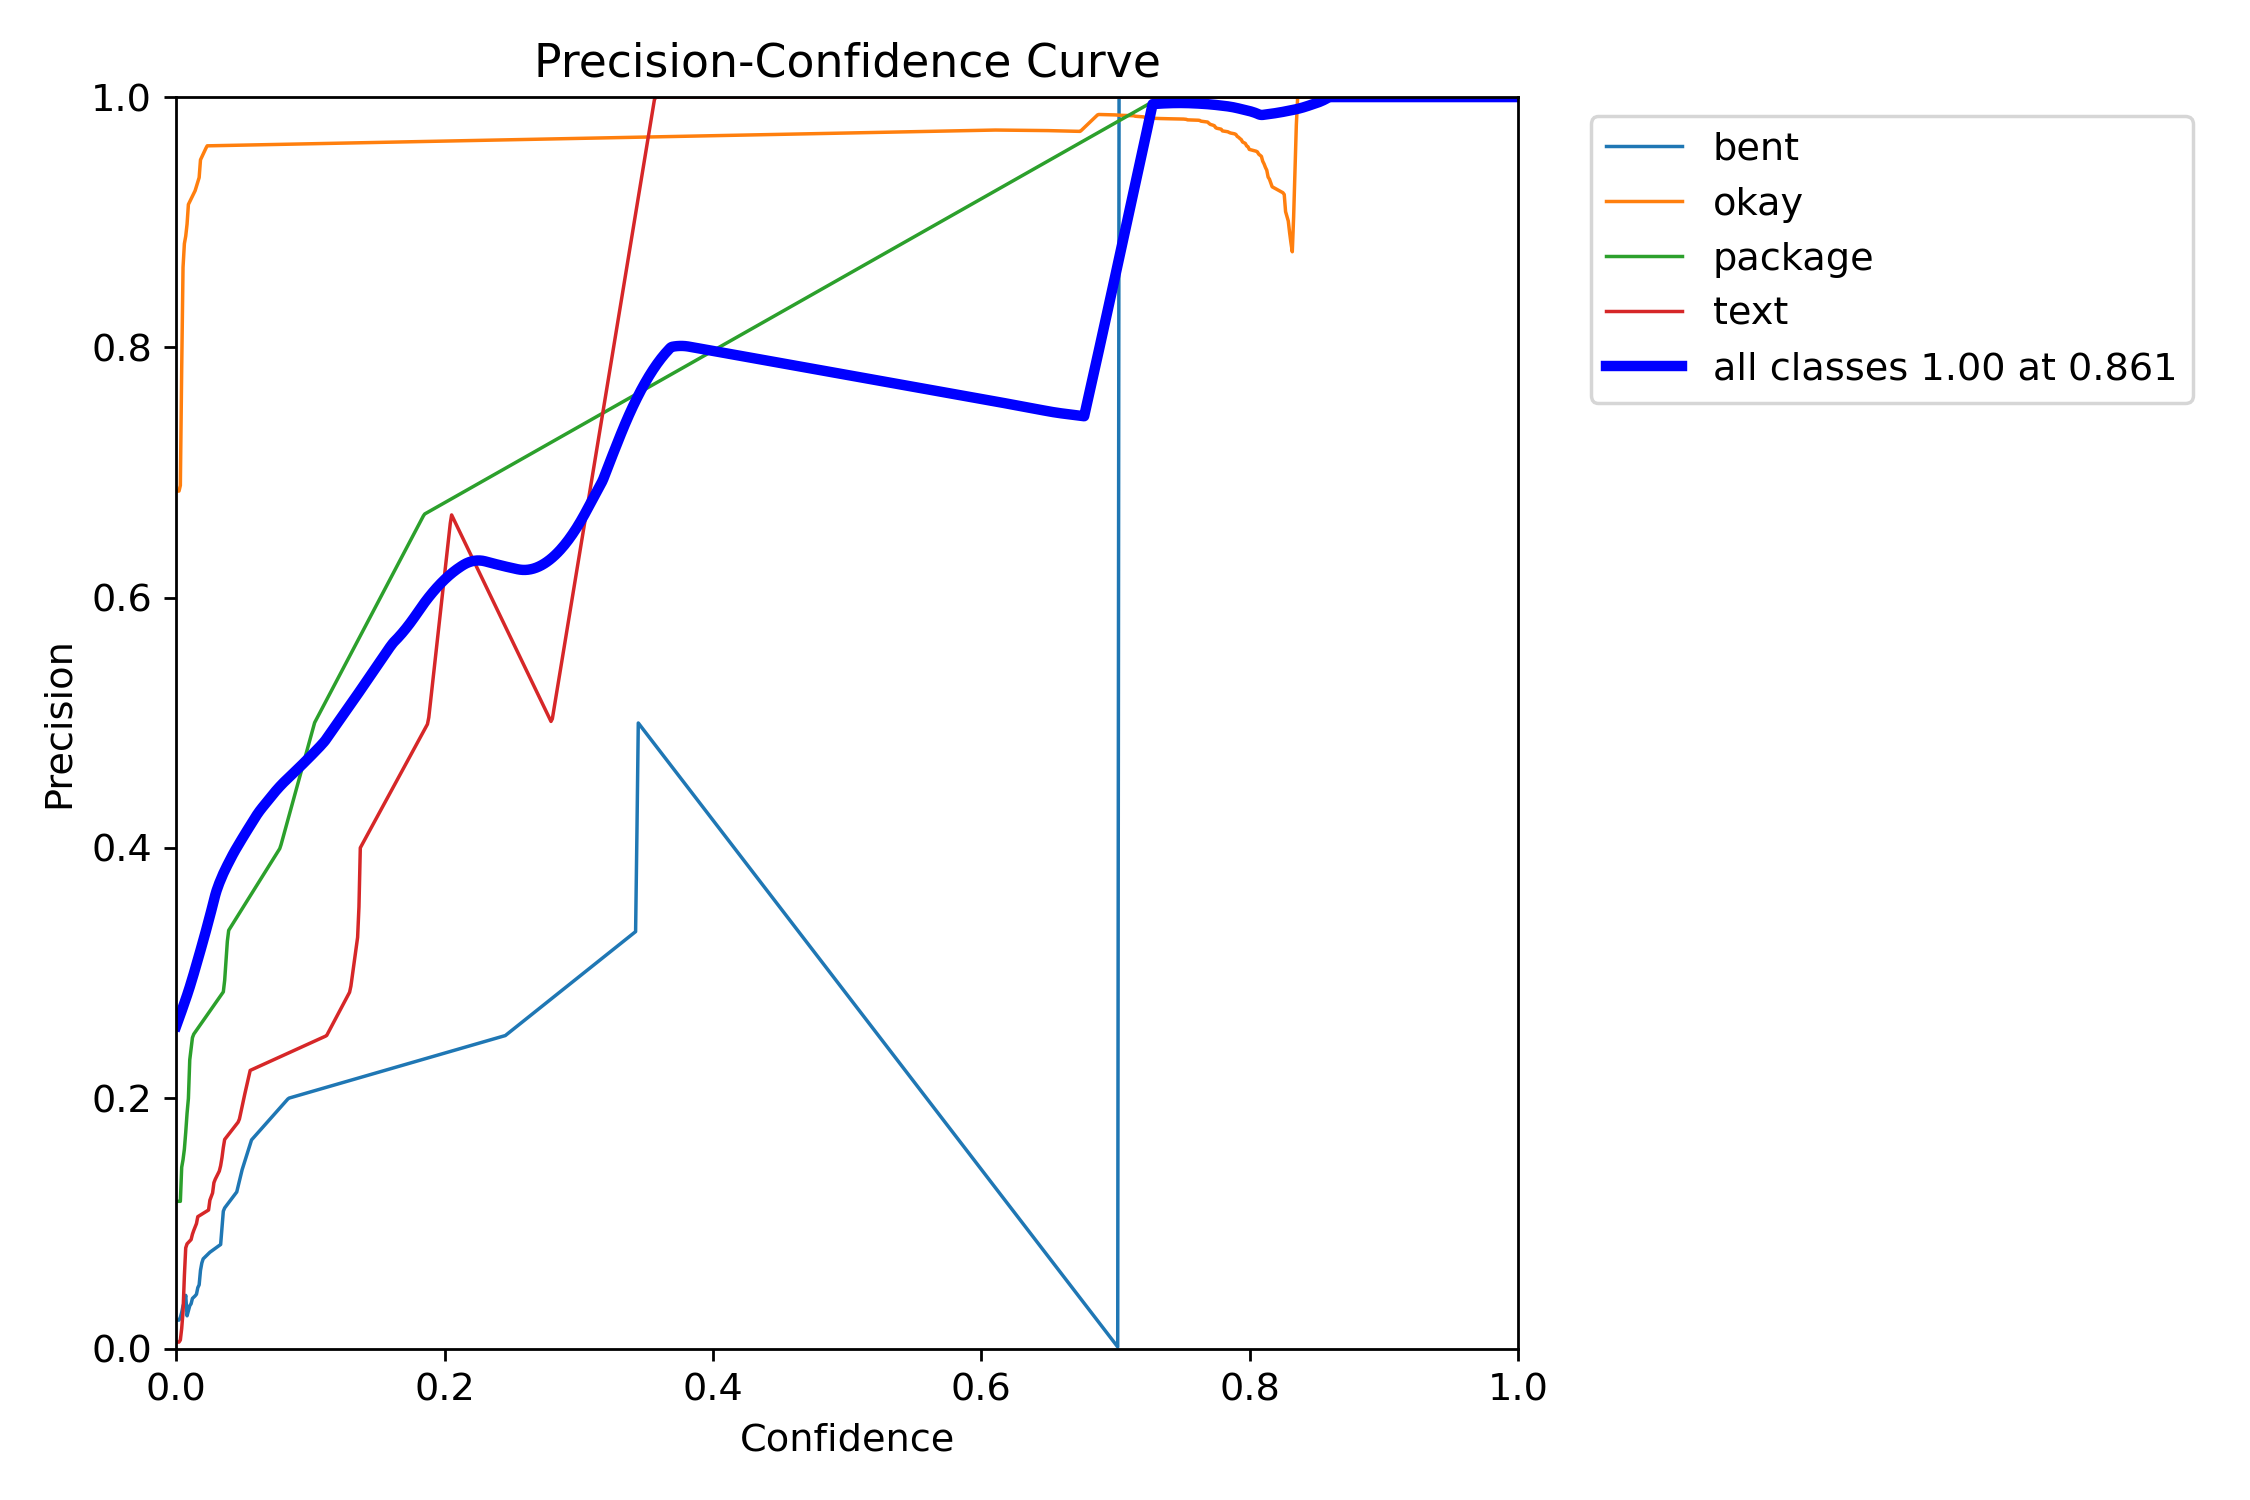 Precision-Confidence Curve
1.0
0.8
0.6
0.4
0.2
0.0
Precision
0.0 0.2 0.4 0.6 0.8 1.0
Confidence
bent
okay
package
text
all classes 1.00 at 0.861